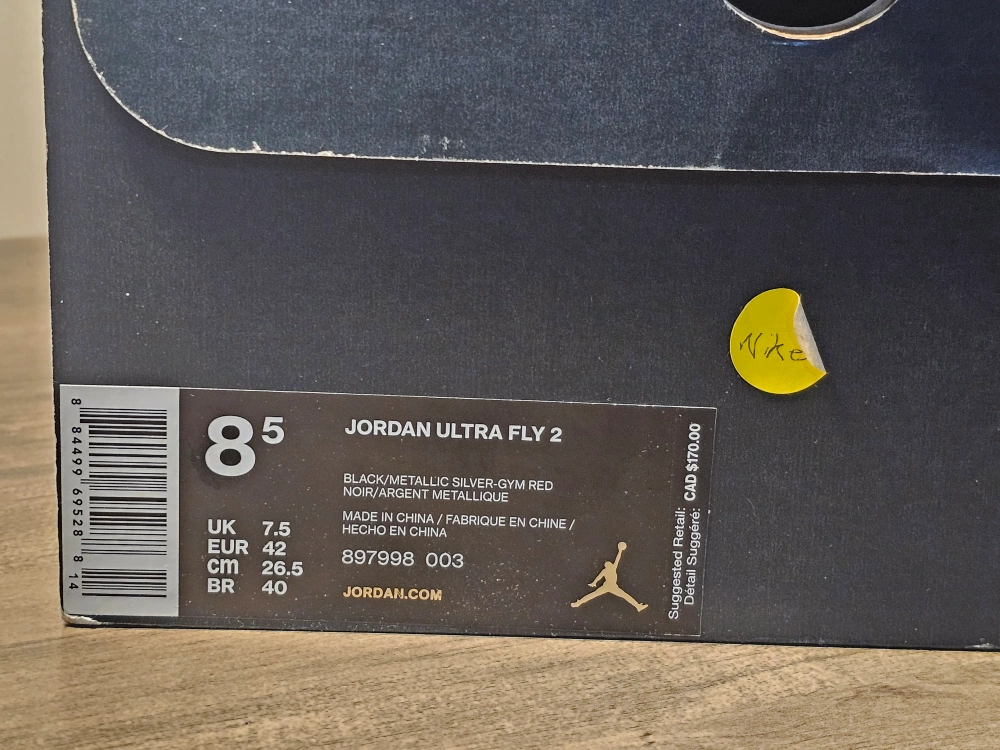 Nike
8 84499 69528 8 14
8 5
JORDAN ULTRA FLY 2
BLACK/METALLIC SILVER-GYM RED
NOIR/ARGENT METALLIQUE
MADE IN CHINA / FABRIQUE EN CHINE /
HECHO EN CHINA
897998 003
JORDAN.COM
UK 7.5
EUR 42
cm 26.5
BR 40
Suggested Retail: CAD $170.00
Détail Suggéré: